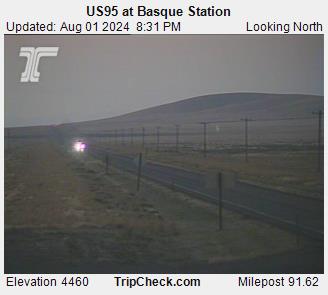 US95 at Basque Station
Updated: Aug 01 2024 8:31 PM Looking North
Elevation 4460 TripCheck.com Milepost 91.62